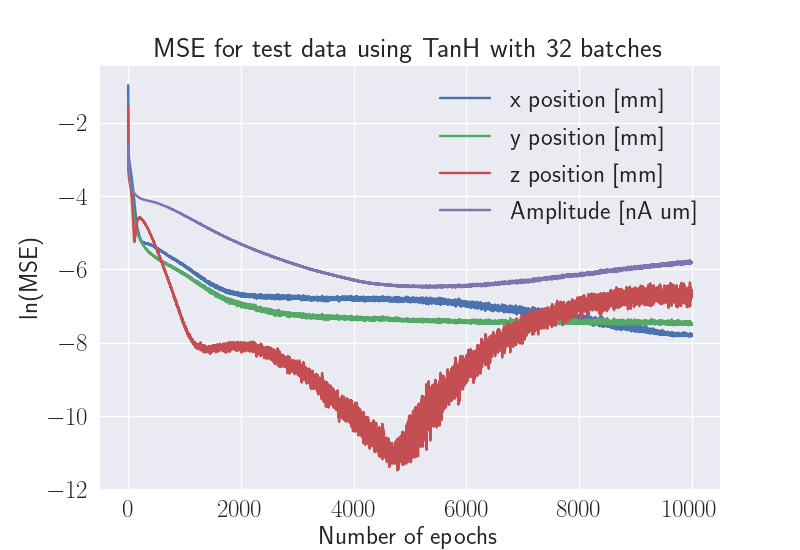 MSE for test data using TanH with 32 batches
x position [mm]
y position [mm]
z position [mm]
Amplitude [nA um]
ln(MSE)
−2
−4
−6
−8
−10
−12
0 2000 4000 6000 8000 10000
Number of epochs